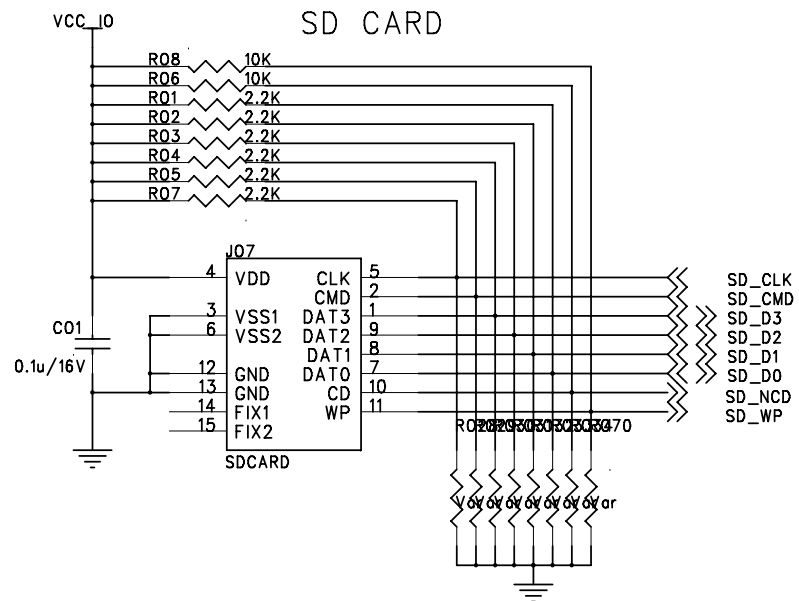 SD CARD
VCC_IO
R08 10K
R06 10K
R01 2.2K
R02 2.2K
R03 2.2K
R04 2.2K
R05 2.2K
R07 2.2K
J07
4 VDD CLK 5 SD_CLK
CMD 2 SD_CMD
3 VSS1 DAT3 1 SD_D3
6 VSS2 DAT2 9 SD_D2
DAT1 8 SD_D1
12 GND DAT0 7 SD_D0
13 GND CD 10 SD_NCD
14 FIX1 WP 11 SD_WP
15 FIX2
SDCARD
C01
0.1u/16V